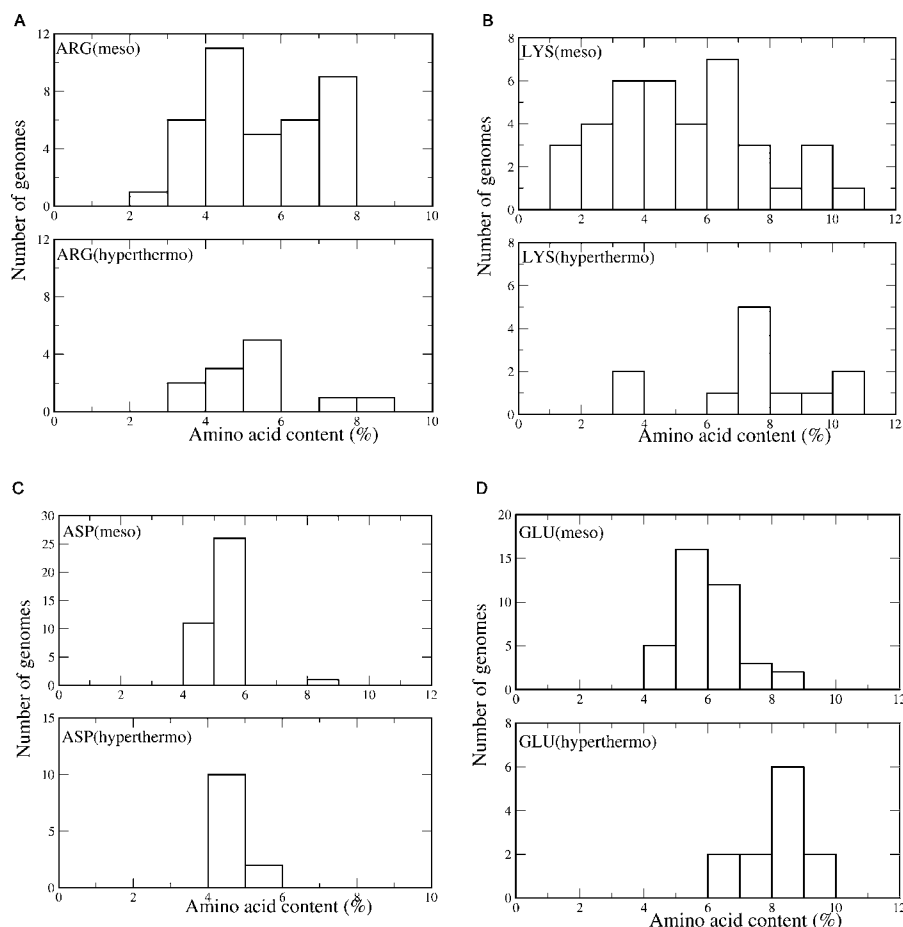 A
ARG(meso)
12
8
4
0
0 2 4 6 8 10
ARG(hyperthermo)
12
8
4
0
0 2 4 6 8 10
Number of genomes
Amino acid content (%)
B
LYS(meso)
8
6
4
2
0
0 2 4 6 8 10 12
LYS(hyperthermo)
8
6
4
2
0
0 2 4 6 8 10 12
Number of genomes
Amino acid content (%)
C
ASP(meso)
30
25
20
15
10
5
0
0 2 4 6 8 10 12
ASP(hyperthermo)
15
10
5
0
0 2 4 6 8 10 12
Number of genomes
Amino acid content (%)
D
GLU(meso)
20
15
10
5
0
0 2 4 6 8 10 12
GLU(hyperthermo)
8
6
4
2
0
0 2 4 6 8 10 12
Number of genomes
Amino acid content (%)